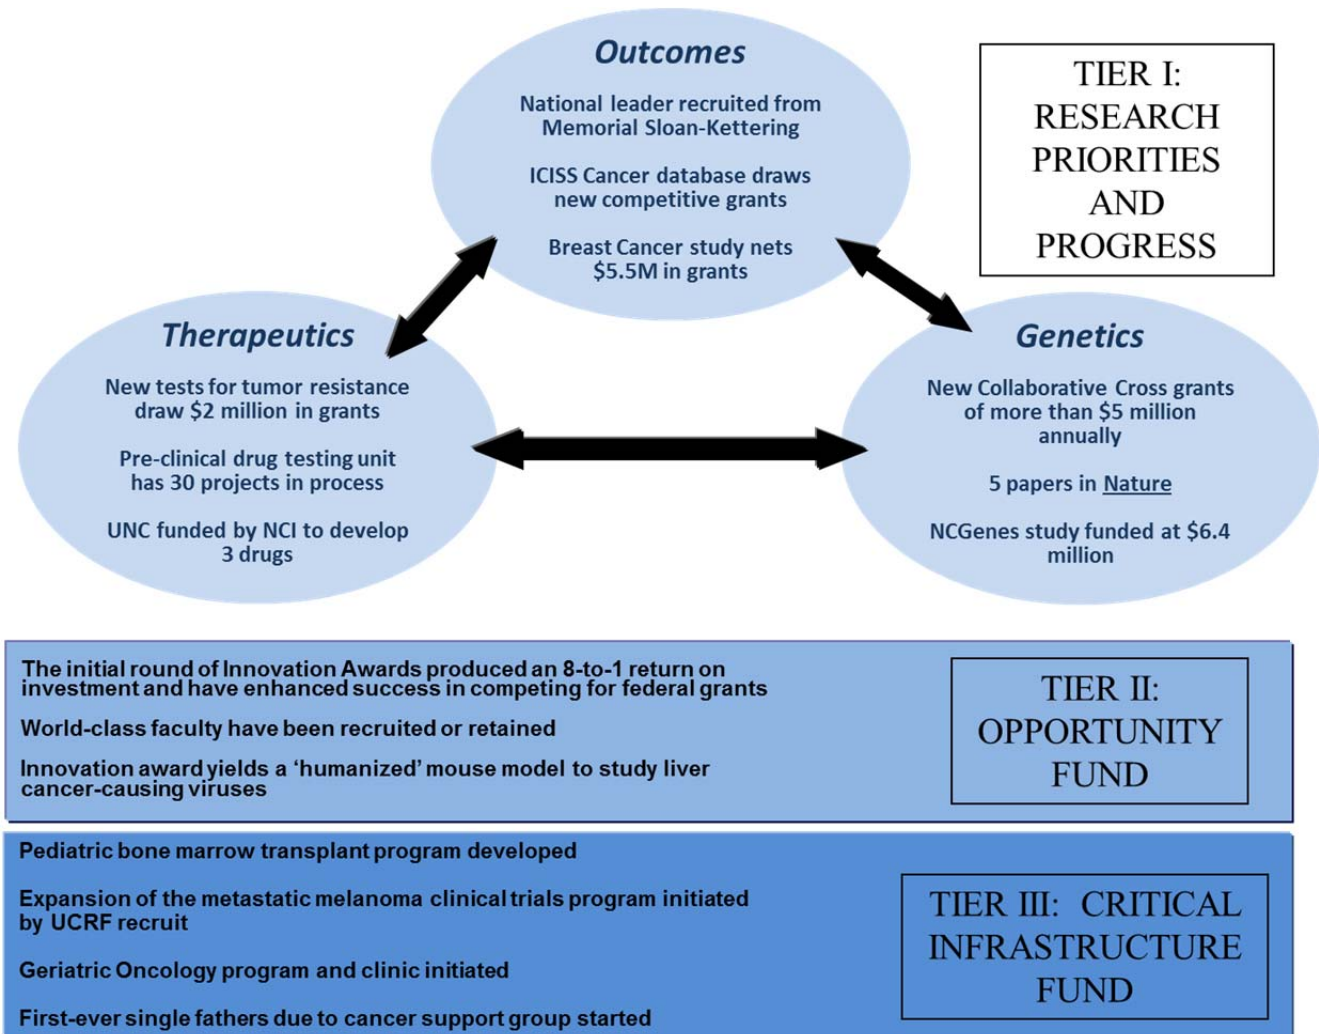 Outcomes
National leader recruited from
Memorial Sloan-Kettering
ICISS Cancer database draws
new competitive grants
Breast Cancer study nets
$5.5M in grants
TIER I:
RESEARCH
PRIORITIES
AND
PROGRESS
Therapeutics
New tests for tumor resistance
draw $2 million in grants
Pre-clinical drug testing unit
has 30 projects in process
UNC funded by NCI to develop
3 drugs
Genetics
New Collaborative Cross grants
of more than $5 million
annually
5 papers in Nature
NCGenes study funded at $6.4
million
The initial round of Innovation Awards produced an 8-to-1 return on
investment and have enhanced success in competing for federal grants
World-class faculty have been recruited or retained
Innovation award yields a ‘humanized’ mouse model to study liver
cancer-causing viruses
TIER II:
OPPORTUNITY
FUND
Pediatric bone marrow transplant program developed
Expansion of the metastatic melanoma clinical trials program initiated
by UCRF recruit
Geriatric Oncology program and clinic initiated
First-ever single fathers due to cancer support group started
TIER III: CRITICAL
INFRASTRUCTURE
FUND